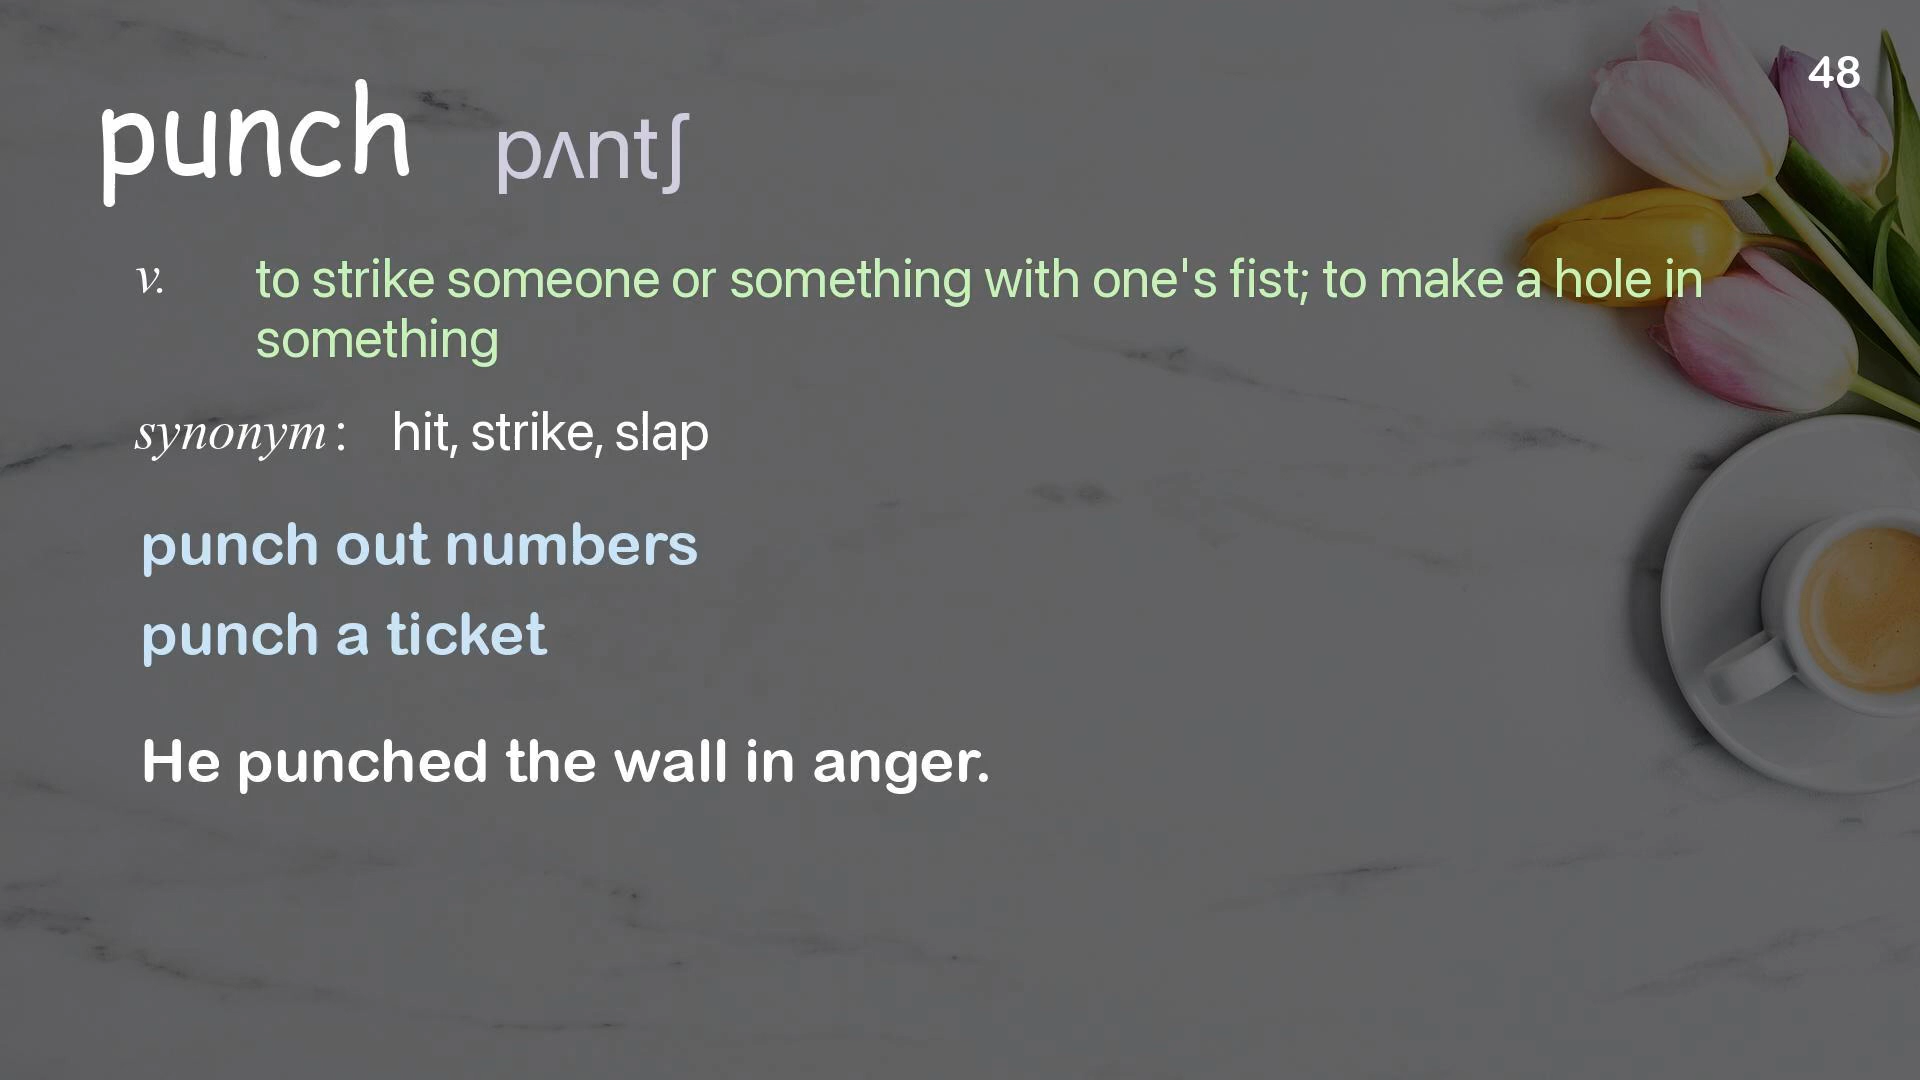 48
punch pʌntʃ
v. to strike someone or something with one's fist; to make a hole in
something
synonym : hit, strike, slap
punch out numbers
punch a ticket
He punched the wall in anger.